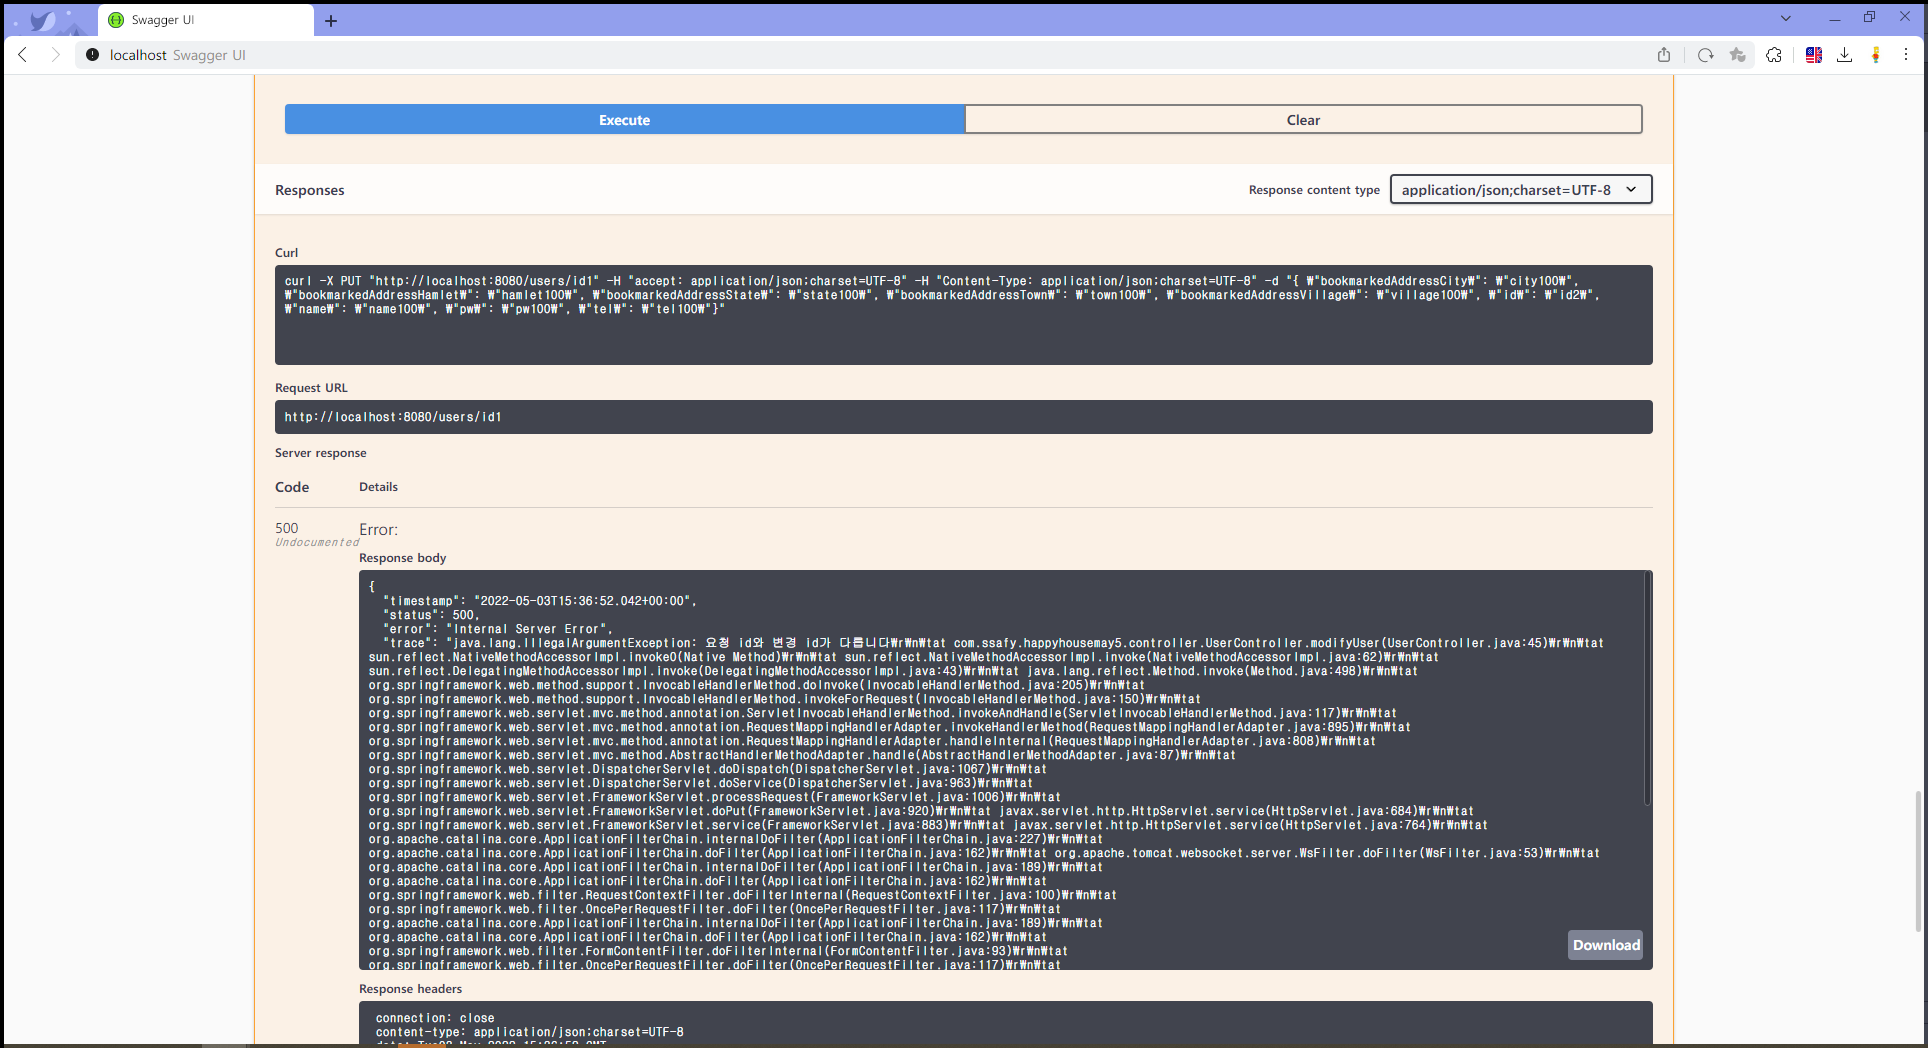 Swagger UI
localhost Swagger UI
Execute
Clear
Responses
Response content type
application/json;charset=UTF-8
Curl
curl -X PUT "http://localhost:8080/users/id1" -H "accept: application/json;charset=UTF-8" -H "Content-Type: application/json;charset=UTF-8" -d "{ ₩"bookmarkedAddressCity₩": ₩"city100₩",
₩"bookmarkedAddressHamlet₩": ₩"hamlet100₩", ₩"bookmarkedAddressState₩": ₩"state100₩", ₩"bookmarkedAddressTown₩": ₩"town100₩", ₩"bookmarkedAddressVillage₩": ₩"village100₩", ₩"id₩": ₩"id2₩",
₩"name₩": ₩"name100₩", ₩"pw₩": ₩"pw100₩", ₩"tel₩": ₩"tel100₩"}"
Request URL
http://localhost:8080/users/id1
Server response
Code
Details
500
Undocumented
Error:
Response body
{
"timestamp": "2022-05-03T15:36:52.042+00:00",
"status": 500,
"error": "Internal Server Error",
"trace": "java.lang.IllegalArgumentException: 요청 id와 변경 id가 다릅니다₩r₩n₩tat com.ssafy.happyhousemay5.controller.UserController.modifyUser(UserController.java:45)₩r₩n₩tat
sun.reflect.NativeMethodAccessorImpl.invoke0(Native Method)₩r₩n₩tat sun.reflect.NativeMethodAccessorImpl.invoke(NativeMethodAccessorImpl.java:62)₩r₩n₩tat
sun.reflect.DelegatingMethodAccessorImpl.invoke(DelegatingMethodAccessorImpl.java:43)₩r₩n₩tat java.lang.reflect.Method.invoke(Method.java:498)₩r₩n₩tat
org.springframework.web.method.support.InvocableHandlerMethod.doInvoke(InvocableHandlerMethod.java:205)₩r₩n₩tat
org.springframework.web.method.support.InvocableHandlerMethod.invokeForRequest(InvocableHandlerMethod.java:150)₩r₩n₩tat
org.springframework.web.servlet.mvc.method.annotation.ServletInvocableHandlerMethod.invokeAndHandle(ServletInvocableHandlerMethod.java:117)₩r₩n₩tat
org.springframework.web.servlet.mvc.method.annotation.RequestMappingHandlerAdapter.invokeHandlerMethod(RequestMappingHandlerAdapter.java:895)₩r₩n₩tat
org.springframework.web.servlet.mvc.method.annotation.RequestMappingHandlerAdapter.handleInternal(RequestMappingHandlerAdapter.java:808)₩r₩n₩tat
org.springframework.web.servlet.mvc.method.AbstractHandlerMethodAdapter.handle(AbstractHandlerMethodAdapter.java:87)₩r₩n₩tat
org.springframework.web.servlet.DispatcherServlet.doDispatch(DispatcherServlet.java:1067)₩r₩n₩tat
org.springframework.web.servlet.DispatcherServlet.doService(DispatcherServlet.java:963)₩r₩n₩tat
org.springframework.web.servlet.FrameworkServlet.processRequest(FrameworkServlet.java:1006)₩r₩n₩tat
org.springframework.web.servlet.FrameworkServlet.doPut(FrameworkServlet.java:920)₩r₩n₩tat javax.servlet.http.HttpServlet.service(HttpServlet.java:684)₩r₩n₩tat
org.springframework.web.servlet.FrameworkServlet.service(FrameworkServlet.java:883)₩r₩n₩tat javax.servlet.http.HttpServlet.service(HttpServlet.java:764)₩r₩n₩tat
org.apache.catalina.core.ApplicationFilterChain.internalDoFilter(ApplicationFilterChain.java:227)₩r₩n₩tat
org.apache.catalina.core.ApplicationFilterChain.doFilter(ApplicationFilterChain.java:162)₩r₩n₩tat org.apache.tomcat.websocket.server.WsFilter.doFilter(WsFilter.java:53)₩r₩n₩tat
org.apache.catalina.core.ApplicationFilterChain.internalDoFilter(ApplicationFilterChain.java:189)₩r₩n₩tat
org.apache.catalina.core.ApplicationFilterChain.doFilter(ApplicationFilterChain.java:162)₩r₩n₩tat
org.springframework.web.filter.RequestContextFilter.doFilterInternal(RequestContextFilter.java:100)₩r₩n₩tat
org.springframework.web.filter.OncePerRequestFilter.doFilter(OncePerRequestFilter.java:117)₩r₩n₩tat
org.apache.catalina.core.ApplicationFilterChain.internalDoFilter(ApplicationFilterChain.java:189)₩r₩n₩tat
org.apache.catalina.core.ApplicationFilterChain.doFilter(ApplicationFilterChain.java:162)₩r₩n₩tat
org.springframework.web.filter.FormContentFilter.doFilterInternal(FormContentFilter.java:93)₩r₩n₩tat
org.springframework.web.filter.OncePerRequestFilter.doFilter(OncePerRequestFilter.java:117)₩r₩n₩tat
Download
Response headers
connection: close
content-type: application/json;charset=UTF-8